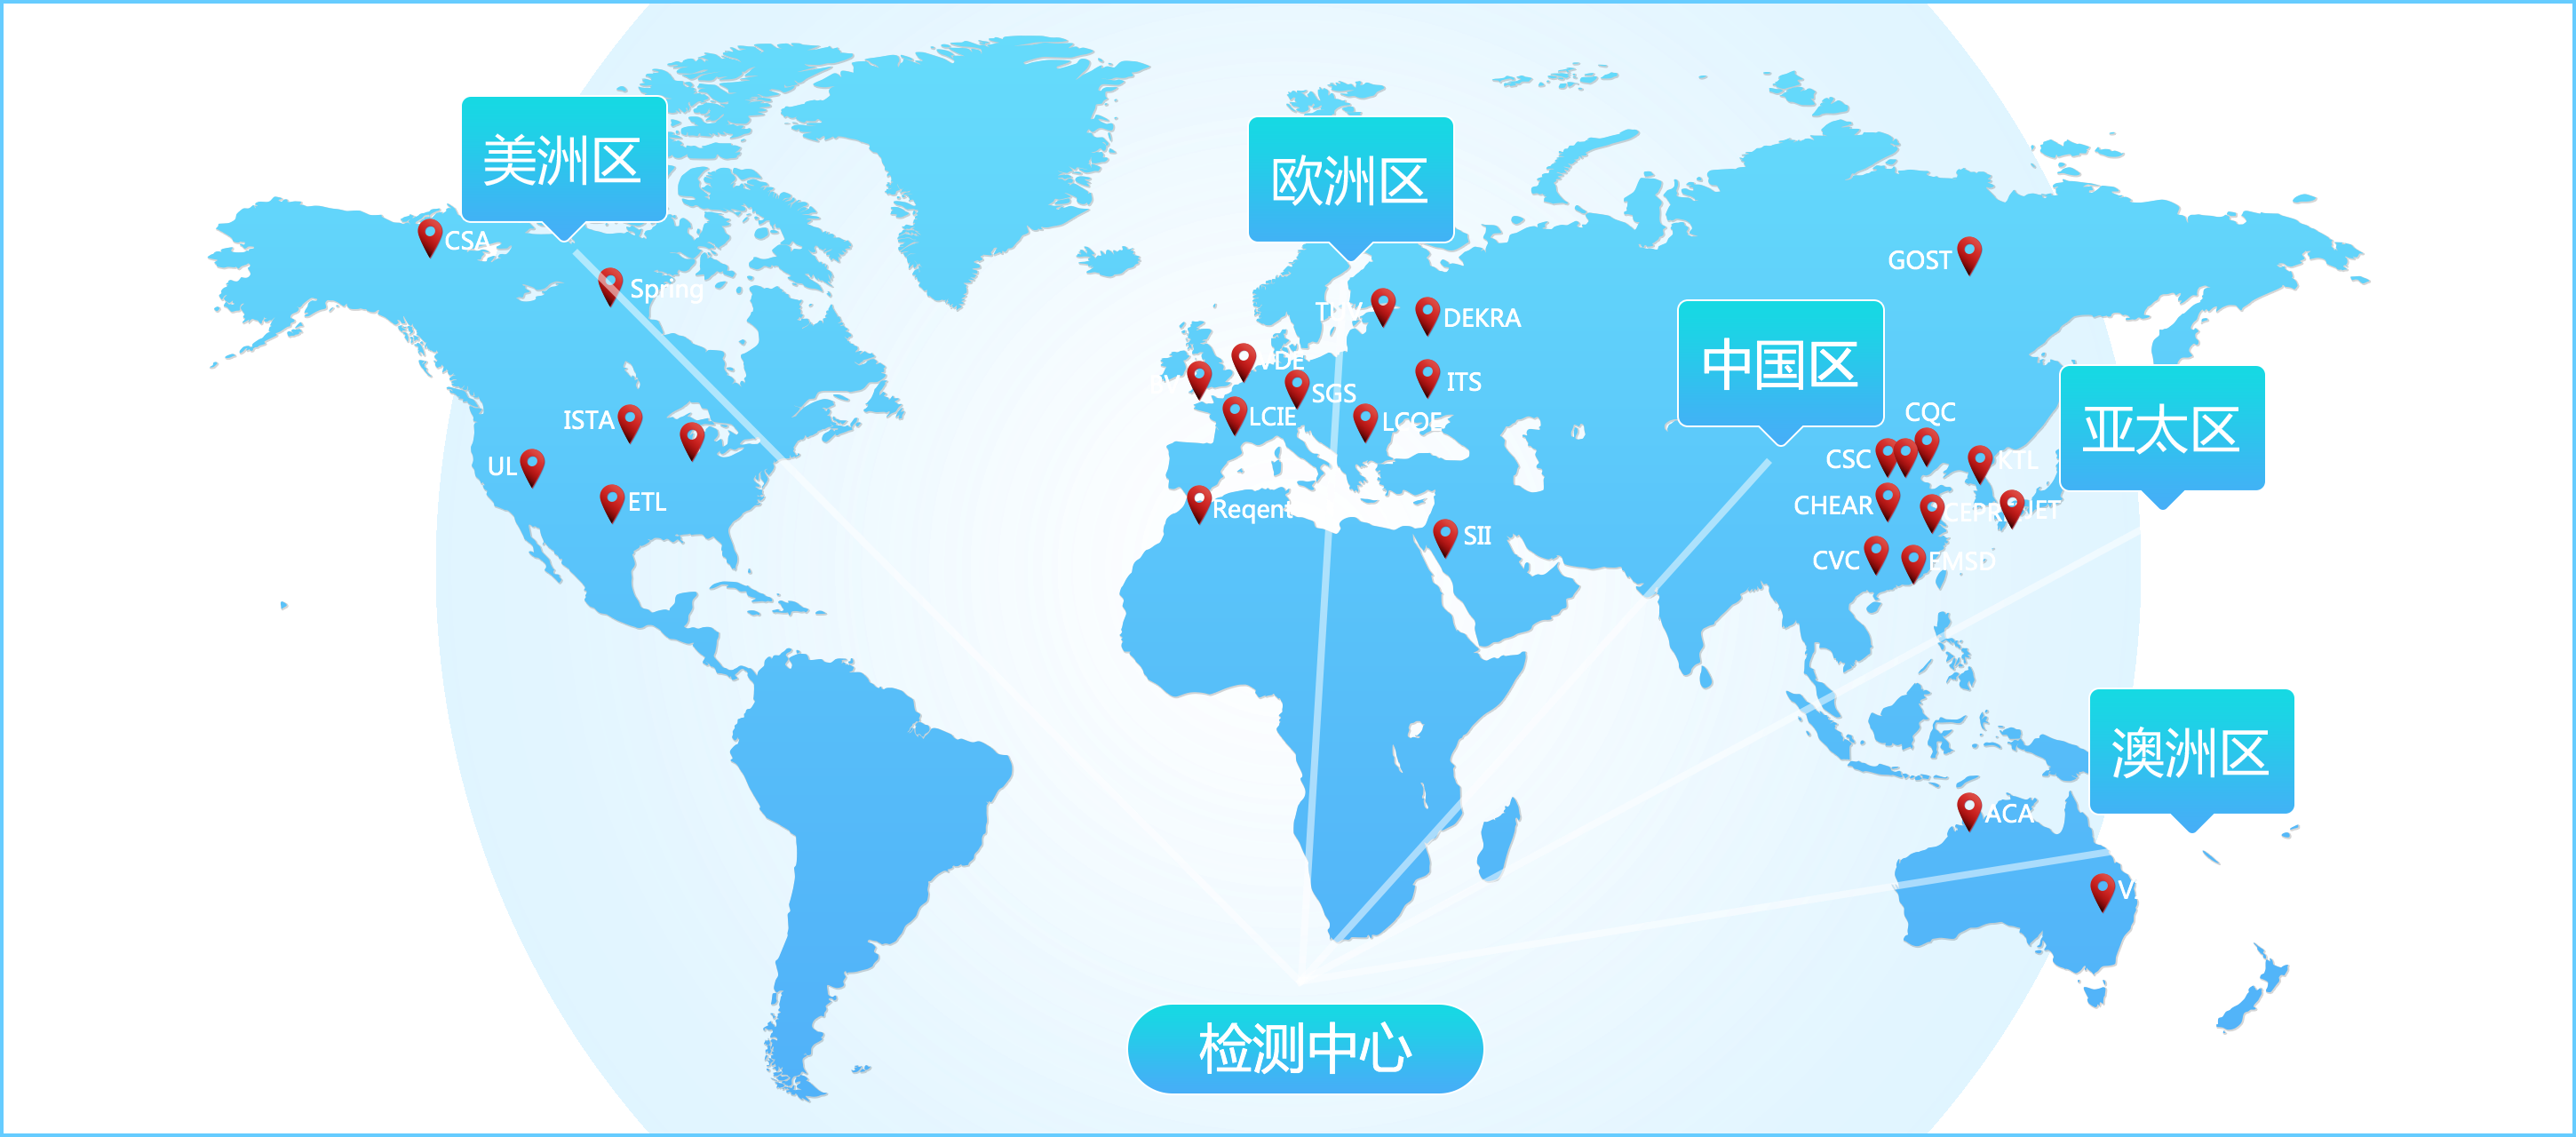 美洲区
欧洲区
CSA
GOST
Spring
DEKRA
中国区
VDE
ITS
SGS
亚太区
CQC
ISTA
LCIE
LCOE
CSC
KTL
UL
ETL
CHEAR
Reqent
JET
SII
CVC
EMSD
澳洲区
ACA
检测中心